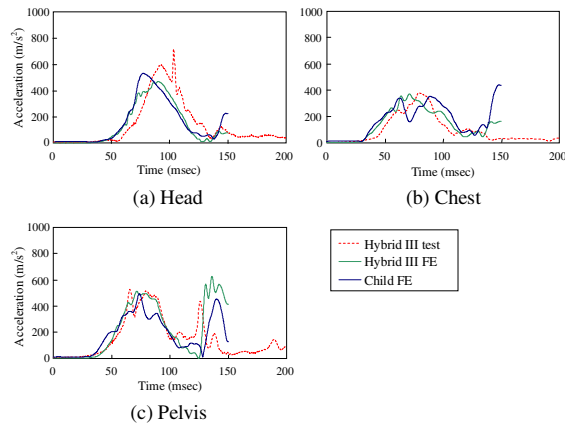 Acceleration (m/s²)
1000
800
600
400
200
0
0 50 100 150 200
Time (msec)
(a) Head
1000
800
600
400
200
0
0 50 100 150 200
Time (msec)
(b) Chest
Acceleration (m/s²)
1000
800
600
400
200
0
0 50 100 150 200
Time (msec)
(c) Pelvis
Hybrid III test
Hybrid III FE
Child FE